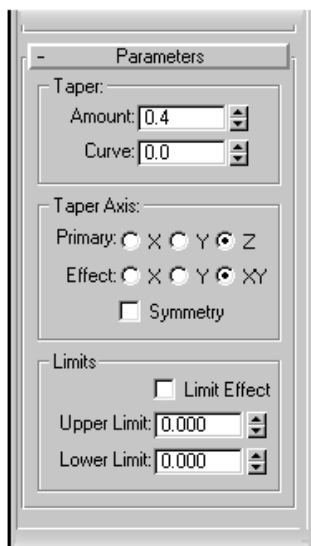 - Parameters
Taper:
Amount: 0.4
Curve: 0.0
Taper Axis:
Primary: X Y Z
Effect: X Y XY
Symmetry
Limits
Limit Effect
Upper Limit: 0.000
Lower Limit: 0.000